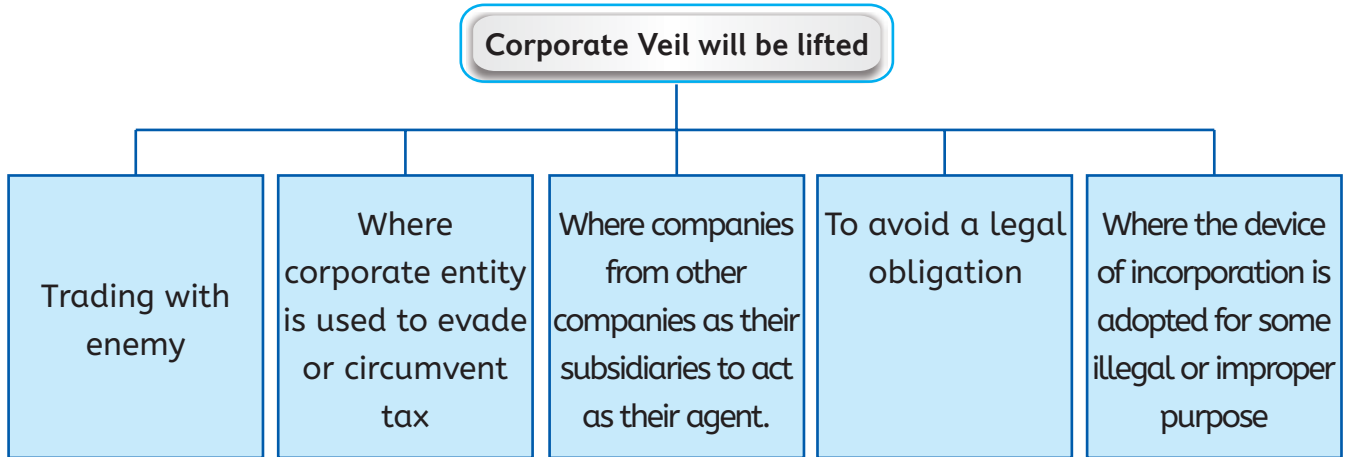 Corporate Veil will be lifted
Trading with
enemy
Where
corporate entity
is used to evade
or circumvent
tax
Where companies
from other
companies as their
subsidiaries to act
as their agent.
To avoid a legal
obligation
Where the device
of incorporation is
adopted for some
illegal or improper
purpose